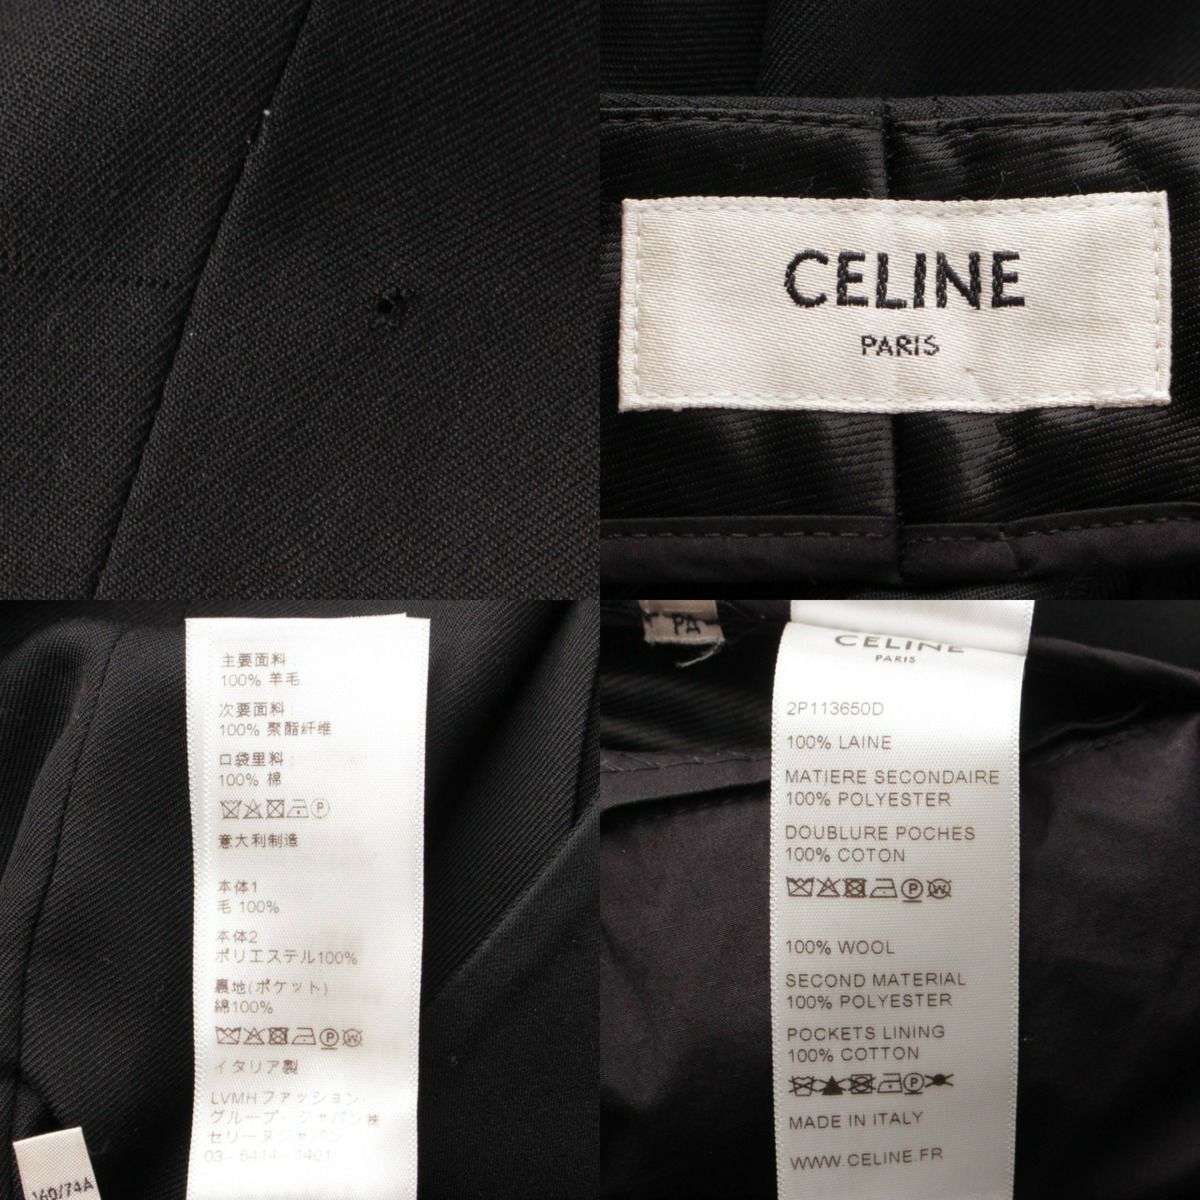 CELINE
PARIS
主要面料:
100% 羊毛
次要面料:
100% 聚酯纤维
口袋里料:
100% 棉
意大利制造
本体1
毛 100%
本体2
ポリエステル100%
裏地(ポケット)
綿100%
イタリア製
LVMH ファッション・
グループ・ジャパン株
セリーヌジャパン
03-5414-1401
160/74A
PA
CELINE
PARIS
2P113650D
100% LAINE
MATIERE SECONDAIRE
100% POLYESTER
DOUBLURE POCHES
100% COTON
100% WOOL
SECOND MATERIAL
100% POLYESTER
POCKETS LINING
100% COTTON
MADE IN ITALY
WWW.CELINE.FR